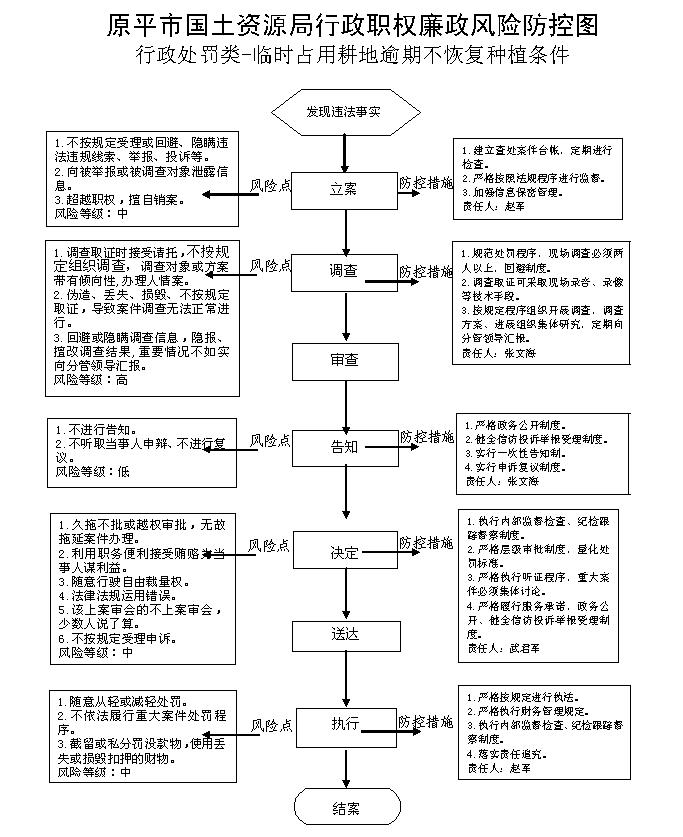 原平市国土资源局行政职权廉政风险防控图
行政处罚类-临时占用耕地逾期不恢复种植条件
发现违法事实
1.不按规定受理或回避、隐瞒违
法违规线索、举报、投诉等。
2.向被举报或被调查对象泄露信
息。
3.超越职权，擅自销案。
风险等级：中
风险点
立案
防控措施
1.建立查处案件台帐，定期进行
检查。
2.严格按照法规程序进行监督。
3.加强信息保密管理。
责任人：赵军
1.调查取证时接受请托，不按规
定组织调查，调查对象或方案
带有倾向性,办理人情案。
2.伪造、丢失、损毁、不按规定
取证，导致案件调查无法正常进
行。
3.回避或隐瞒调查信息，隐报、
擅改调查结果,重要情况不如实
向分管领导汇报。
风险等级：高
风险点
调查
防控措施
1.规范处罚程序，现场调查必须两
人以上，回避制度。
2.调查取证可采取现场录音、录像
等技术手段。
3.按规定程序组织开展调查，调查
方案、进展组织集体研究，定期向
分管领导汇报。
责任人：张文海
审查
1.不进行告知。
2.不听取当事人申辩、不进行复
议。
风险等级：低
风险点
告知
防控措施
1.严格政务公开制度。
2.健全信访投诉举报受理制度。
3.实行一次性告知制。
4.实行申诉复议制度。
责任人：张文海
1.久拖不批或越权审批，无故
拖延案件办理。
2.利用职务便利接受贿赂为当
事人谋利益。
3.随意行驶自由裁量权。
4.法律法规运用错误。
5.该上案审会的不上案审会，
少数人说了算。
6.不按规定受理申诉。
风险等级：中
风险点
决定
防控措施
1.执行内部监督检查、纪检跟
踪督察制度。
2.严格层级审批制度，量化处
罚标准。
3.严格执行听证程序，重大案
件必须集体讨论。
4.严格履行服务承诺，政务公
开、健全信访投诉举报受理制
度。
责任人：武君军
送达
1.随意从轻或减轻处罚。
2.不依法履行重大案件处罚程
序。
3.截留或私分罚没款物,使用丢
失或损毁扣押的财物。
风险等级：中
风险点
执行
防控措施
1.严格按规定进行执法。
2.严格执行财务管理规定。
3.执行内部监督检查、纪检跟踪督
察制度。
4.落实责任追究。
责任人：赵军
结案